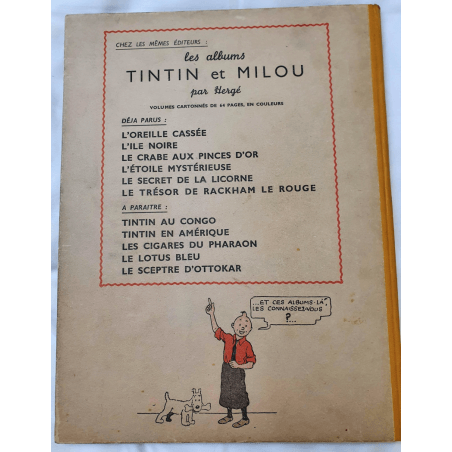 CHEZ LES MÊMES ÉDITEURS :
les albums
TINTIN et MILOU
par Hergé
VOLUMES CARTONNÉS DE 64 PAGES, EN COULEURS
DÉJA PARUS :
L'OREILLE CASSÉE
L'ILE NOIRE
LE CRABE AUX PINCES D'OR
L'ÉTOILE MYSTÉRIEUSE
LE SECRET DE LA LICORNE
LE TRÉSOR DE RACKHAM LE ROUGE
A PARAITRE :
TINTIN AU CONGO
TINTIN EN AMÉRIQUE
LES CIGARES DU PHARAON
LE LOTUS BLEU
LE SCEPTRE D'OTTOKAR
...ET CES ALBUMS-LÀ,
LES CONNAISSEZ-VOUS
?...